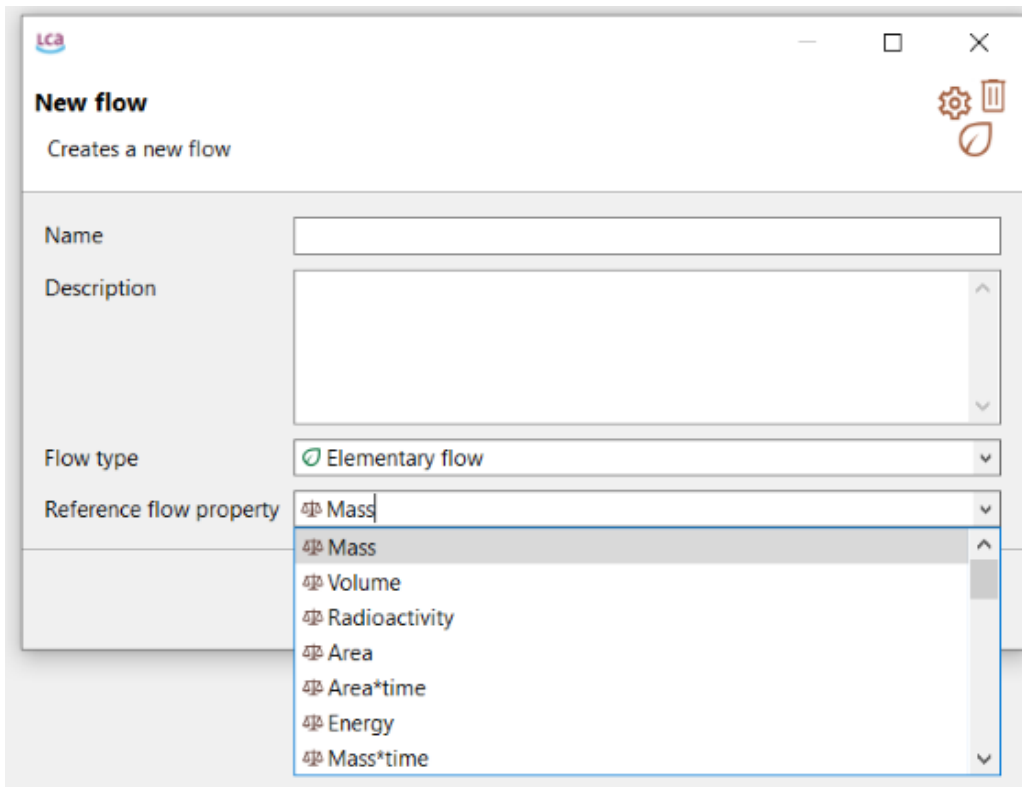 LCA
New flow
Creates a new flow
Name
Description
Flow type
Elementary flow
Reference flow property
Mass
Mass
Volume
Radioactivity
Area
Area*time
Energy
Mass*time